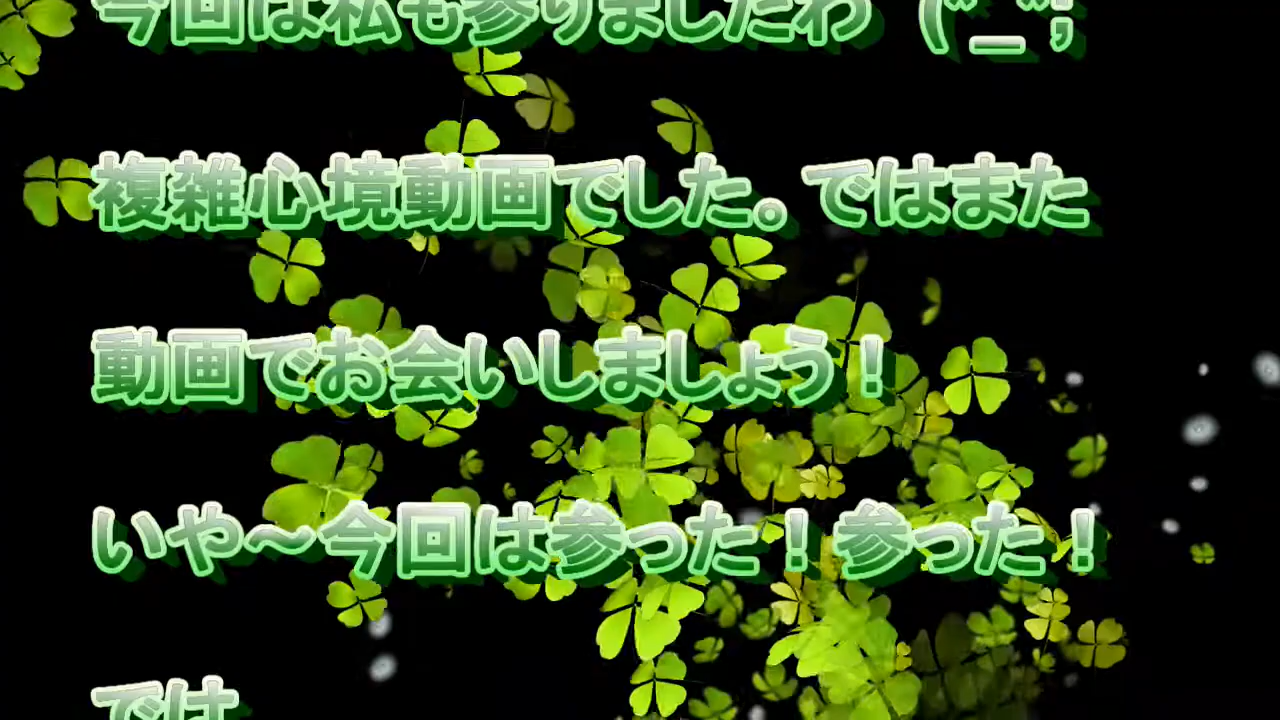 今回は私も参りましたわ（"_";
複雑心境動画でした。ではまた
動画でお会いしましょう！
いや～今回は参った！参った！
では